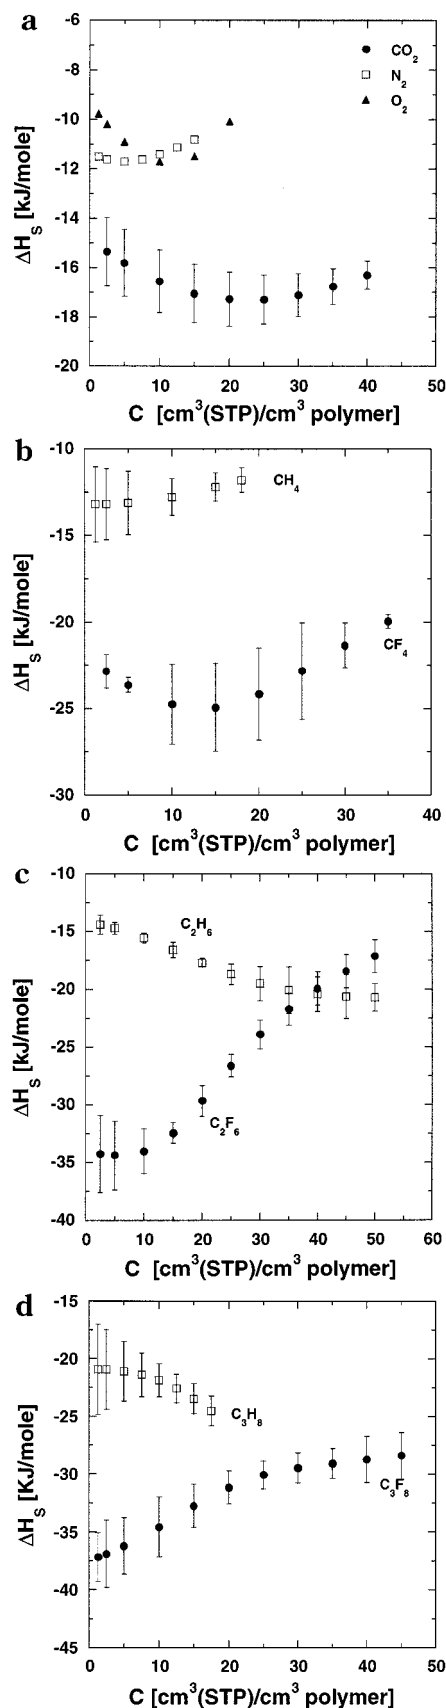 a
-6
-8
-10
-12
-14
-16
-18
-20
ΔH_S [kJ/mole]
CO₂
N₂
O₂
0 10 20 30 40 50
C [cm³(STP)/cm³ polymer]
b
-10
-15
-20
-25
-30
ΔH_S [kJ/mole]
CH₄
CF₄
0 10 20 30 40
C [cm³(STP)/cm³ polymer]
c
-10
-15
-20
-25
-30
-35
-40
ΔH_S [kJ/mole]
C₂H₆
C₂F₆
0 10 20 30 40 50 60
C [cm³(STP)/cm³ polymer]
d
-15
-20
-25
-30
-35
-40
-45
ΔH_S [KJ/mole]
C₃H₈
C₃F₈
0 10 20 30 40 50
C [cm³(STP)/cm³ polymer]